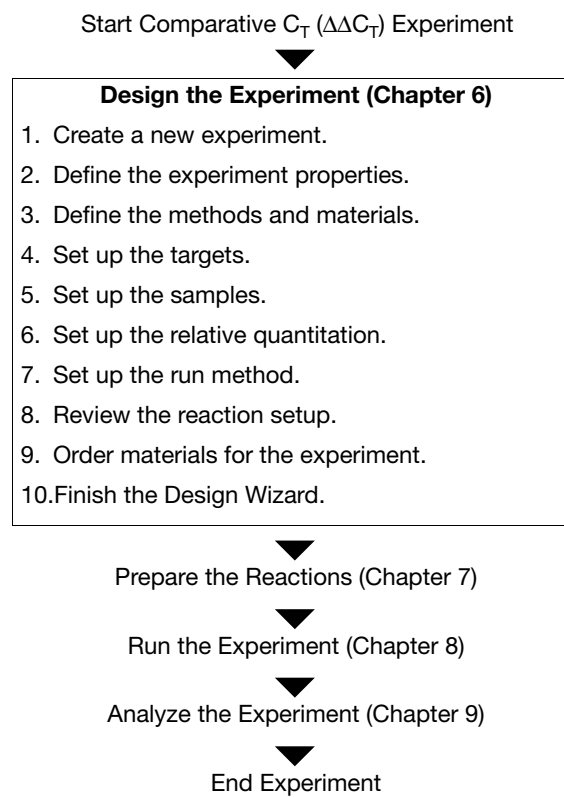 Start Comparative CT (ΔΔCT) Experiment
Design the Experiment (Chapter 6)
1. Create a new experiment.
2. Define the experiment properties.
3. Define the methods and materials.
4. Set up the targets.
5. Set up the samples.
6. Set up the relative quantitation.
7. Set up the run method.
8. Review the reaction setup.
9. Order materials for the experiment.
10.Finish the Design Wizard.
Prepare the Reactions (Chapter 7)
Run the Experiment (Chapter 8)
Analyze the Experiment (Chapter 9)
End Experiment